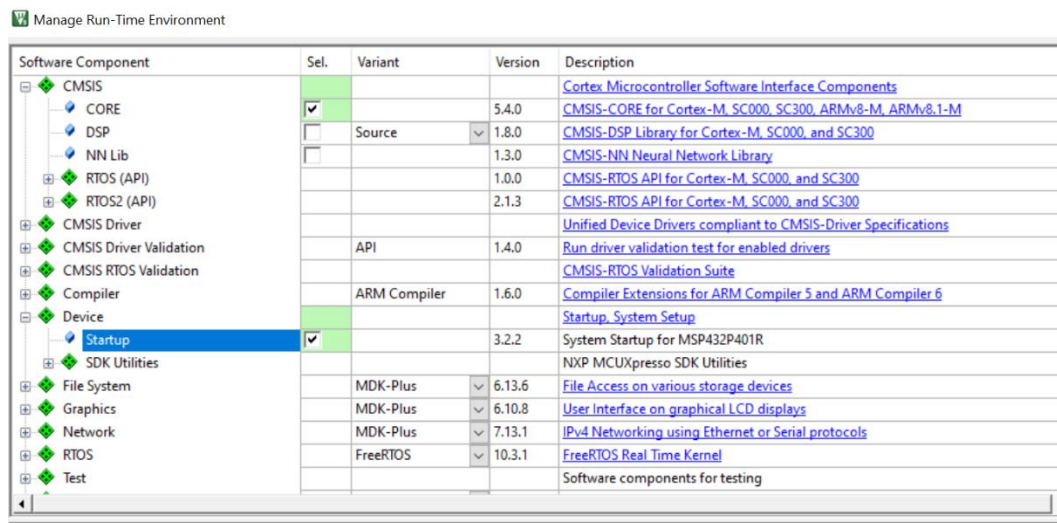 Manage Run-Time Environment
Software Component Sel. Variant Version Description
CMSIS Cortex Microcontroller Software Interface Components
CORE 5.4.0 CMSIS-CORE for Cortex-M, SC000, SC300, ARMv8-M, ARMv8.1-M
DSP Source 1.8.0 CMSIS-DSP Library for Cortex-M, SC000, and SC300
NN Lib 1.3.0 CMSIS-NN Neural Network Library
RTOS (API) 1.0.0 CMSIS-RTOS API for Cortex-M, SC000, and SC300
RTOS2 (API) 2.1.3 CMSIS-RTOS API for Cortex-M, SC000, and SC300
CMSIS Driver Unified Device Drivers compliant to CMSIS-Driver Specifications
CMSIS Driver Validation API 1.4.0 Run driver validation test for enabled drivers
CMSIS RTOS Validation CMSIS-RTOS Validation Suite
Compiler ARM Compiler 1.6.0 Compiler Extensions for ARM Compiler 5 and ARM Compiler 6
Device Startup, System Setup
Startup 3.2.2 System Startup for MSP432P401R
SDK Utilities NXP MCUXpresso SDK Utilities
File System MDK-Plus 6.13.6 File Access on various storage devices
Graphics MDK-Plus 6.10.8 User Interface on graphical LCD displays
Network MDK-Plus 7.13.1 IPv4 Networking using Ethernet or Serial protocols
RTOS FreeRTOS 10.3.1 FreeRTOS Real Time Kernel
Test Software components for testing